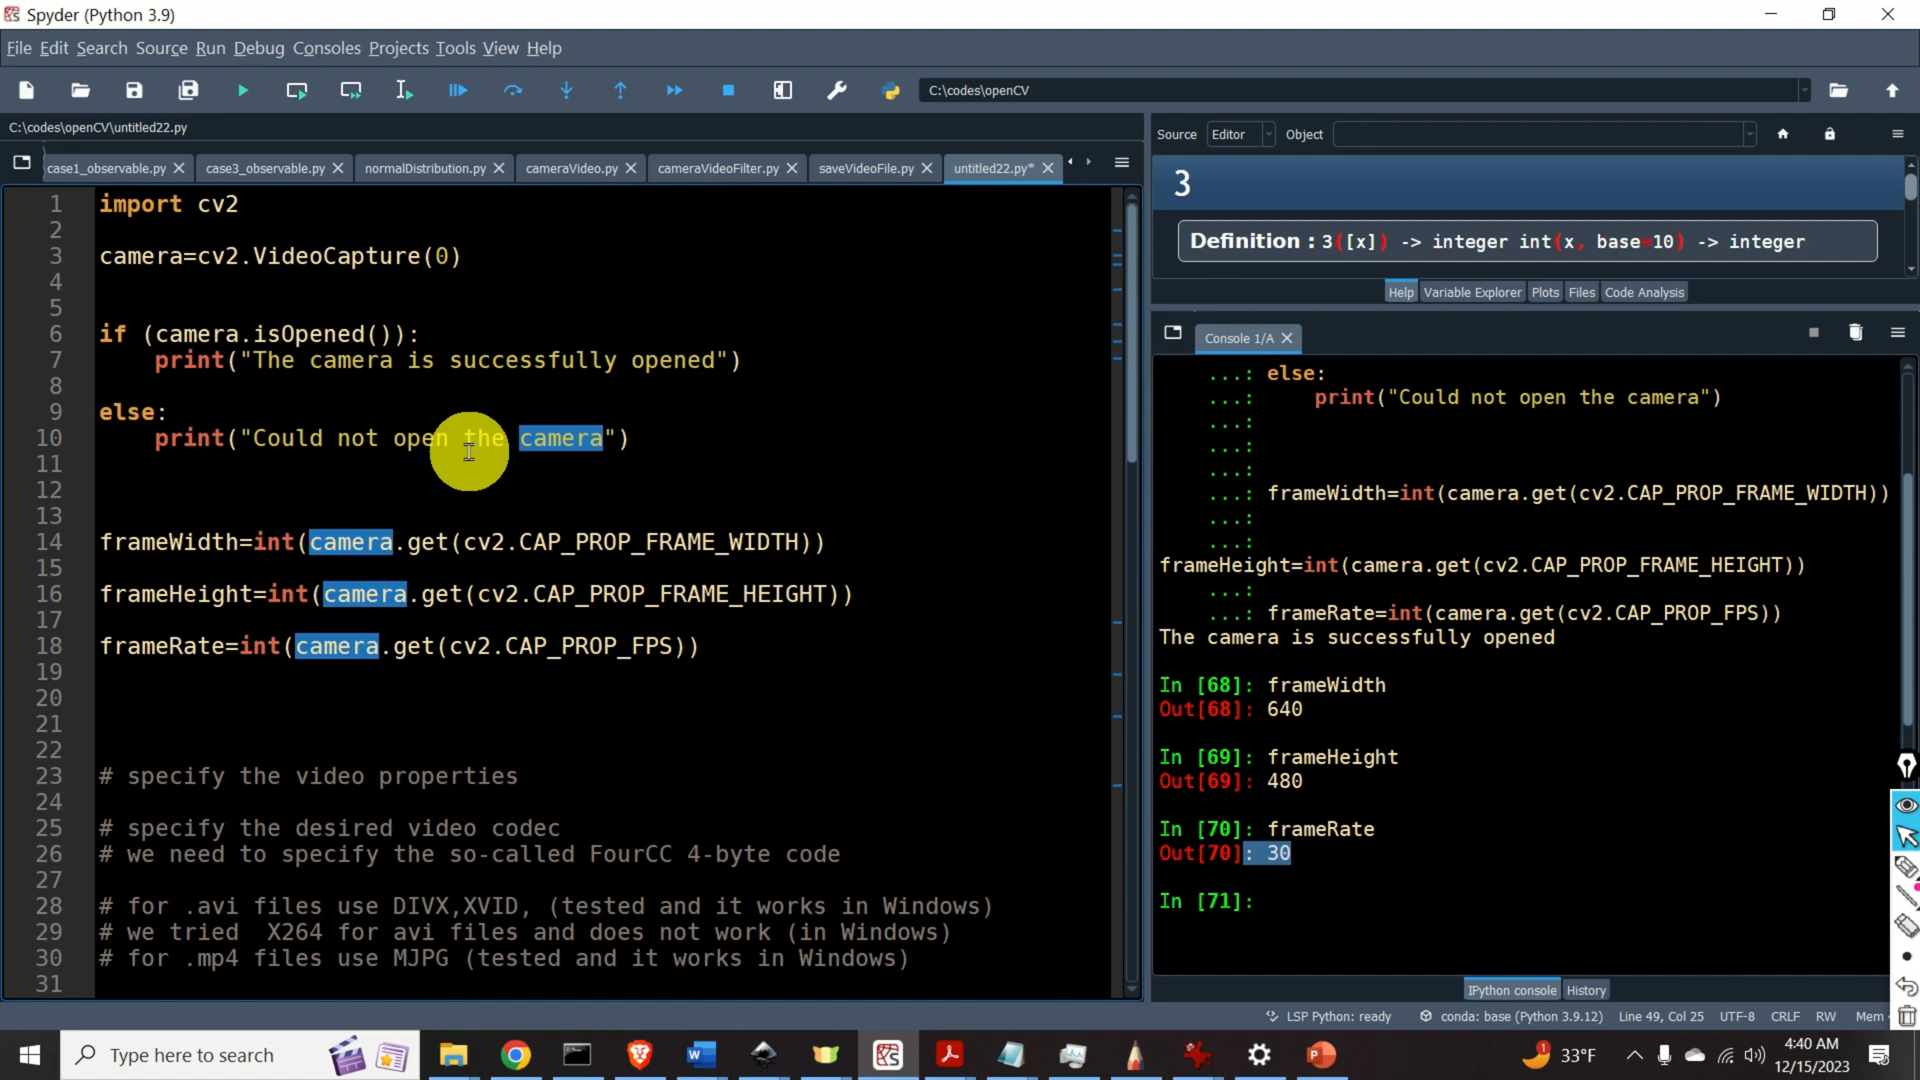 Spyder (Python 3.9)
File Edit Search Source Run Debug Consoles Projects Tools View Help
C:\codes\openCV
C:\codes\openCV\untitled22.py
case1_observable.py case3_observable.py normalDistribution.py cameraVideo.py cameraVideoFilter.py saveVideoFile.py untitled22.py*
1 import cv2
2
3 camera=cv2.VideoCapture(0)
4
5
6 if (camera.isOpened()):
7 print("The camera is successfully opened")
8
9 else:
10 print("Could not open the camera")
11
12
13
14 frameWidth=int(camera.get(cv2.CAP_PROP_FRAME_WIDTH))
15
16 frameHeight=int(camera.get(cv2.CAP_PROP_FRAME_HEIGHT))
17
18 frameRate=int(camera.get(cv2.CAP_PROP_FPS))
19
20
21
22
23 # specify the video properties
24
25 # specify the desired video codec
26 # we need to specify the so-called FourCC 4-byte code
27
28 # for .avi files use DIVX,XVID, (tested and it works in Windows)
29 # we tried X264 for avi files and does not work (in Windows)
30 # for .mp4 files use MJPG (tested and it works in Windows)
31
Source Editor Object
3
Definition : 3([x]) -> integer int(x, base=10) -> integer
Help Variable Explorer Plots Files Code Analysis
Console 1/A
...: else:
...: print("Could not open the camera")
...:
...:
...:
...: frameWidth=int(camera.get(cv2.CAP_PROP_FRAME_WIDTH))
...:
...:
frameHeight=int(camera.get(cv2.CAP_PROP_FRAME_HEIGHT))
...:
...: frameRate=int(camera.get(cv2.CAP_PROP_FPS))
The camera is successfully opened
In [68]: frameWidth
Out[68]: 640
In [69]: frameHeight
Out[69]: 480
In [70]: frameRate
Out[70]: 30
In [71]:
IPython console History
LSP Python: ready conda: base (Python 3.9.12) Line 49, Col 25 UTF-8 CRLF RW Mem
Type here to search
1 33°F
4:40 AM
12/15/2023